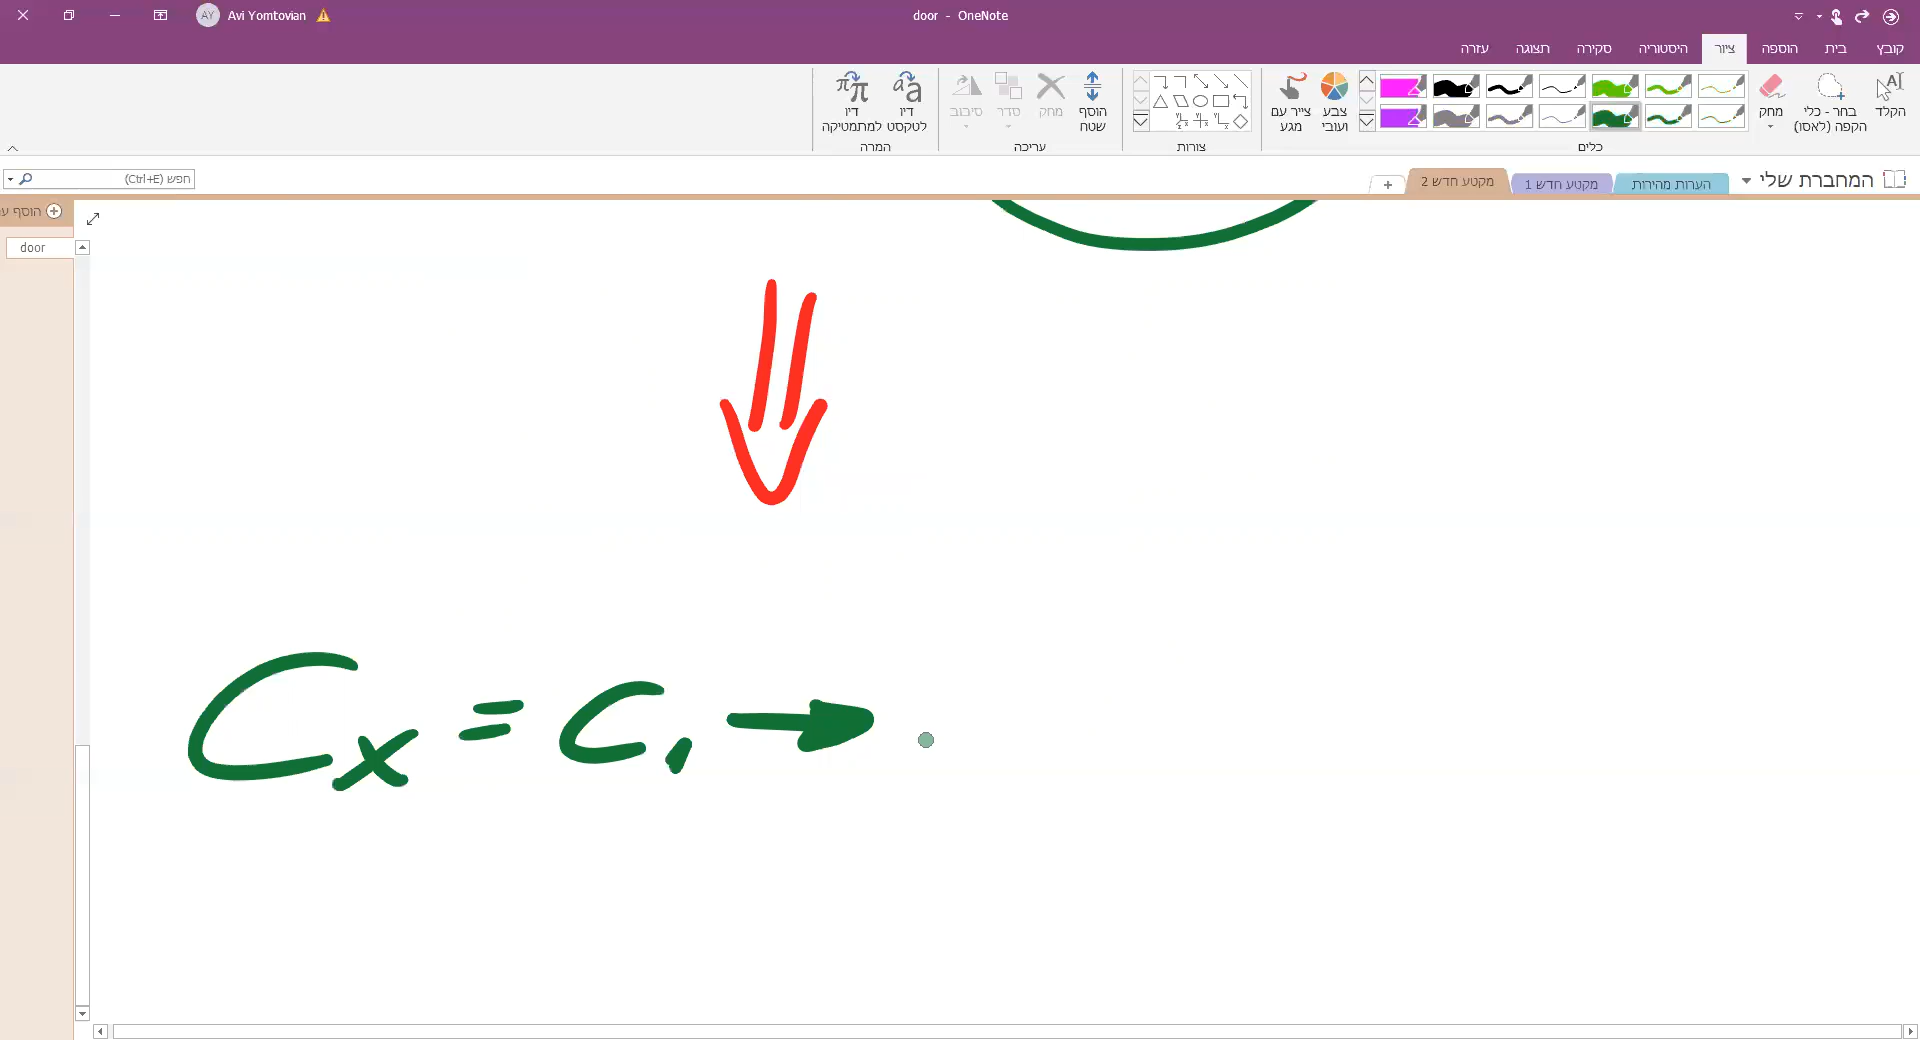 Avi Yomtovian
AY
door - OneNote
קובץ
בית
הוספה
ציור
היסטוריה
סקירה
תצוגה
עזרה
הקלד
בחר - כלי
הקפה (לאסו)
מחק
כלים
צבע
ועובי
צייר עם
מגע
צורות
הוסף
שטח
מחק
סדר
סיבוב
עריכה
דיו
לטקסט
דיו
למתמטיקה
המרה
המחברת שלי
הערות מהירות
מקטע חדש 1
מקטע חדש 2
+
חפש (Ctrl+E)
הוסף
door
Cx = C1 →